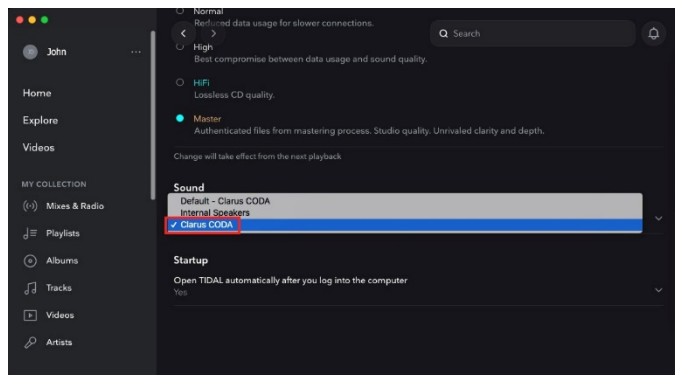 John
...
Home
Explore
Videos
MY COLLECTION
Mixes & Radio
Playlists
Albums
Tracks
Videos
Artists
Search
Normal
Reduced data usage for slower connections.
High
Best compromise between data usage and sound quality.
HiFi
Lossless CD quality.
Master
Authenticated files from mastering process. Studio quality. Unrivaled clarity and depth.
Change will take effect from the next playback
Sound
Default - Clarus CODA
Internal Speakers
✓ Clarus CODA
Startup
Open TIDAL automatically after you log into the computer
Yes